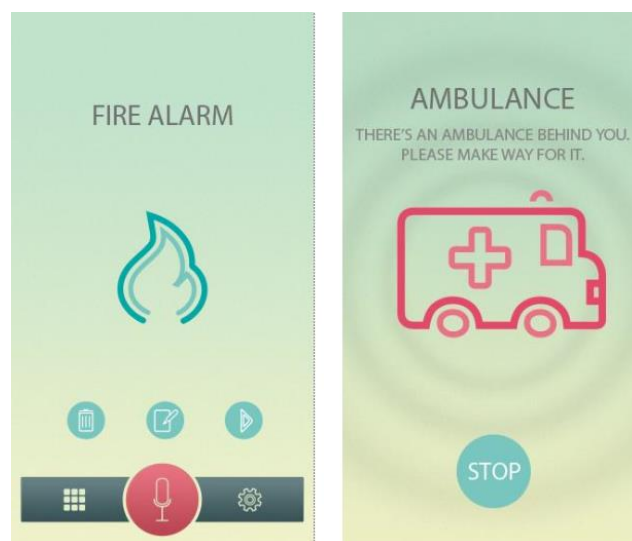 FIRE ALARM
AMBULANCE
THERE'S AN AMBULANCE BEHIND YOU.
PLEASE MAKE WAY FOR IT.
STOP